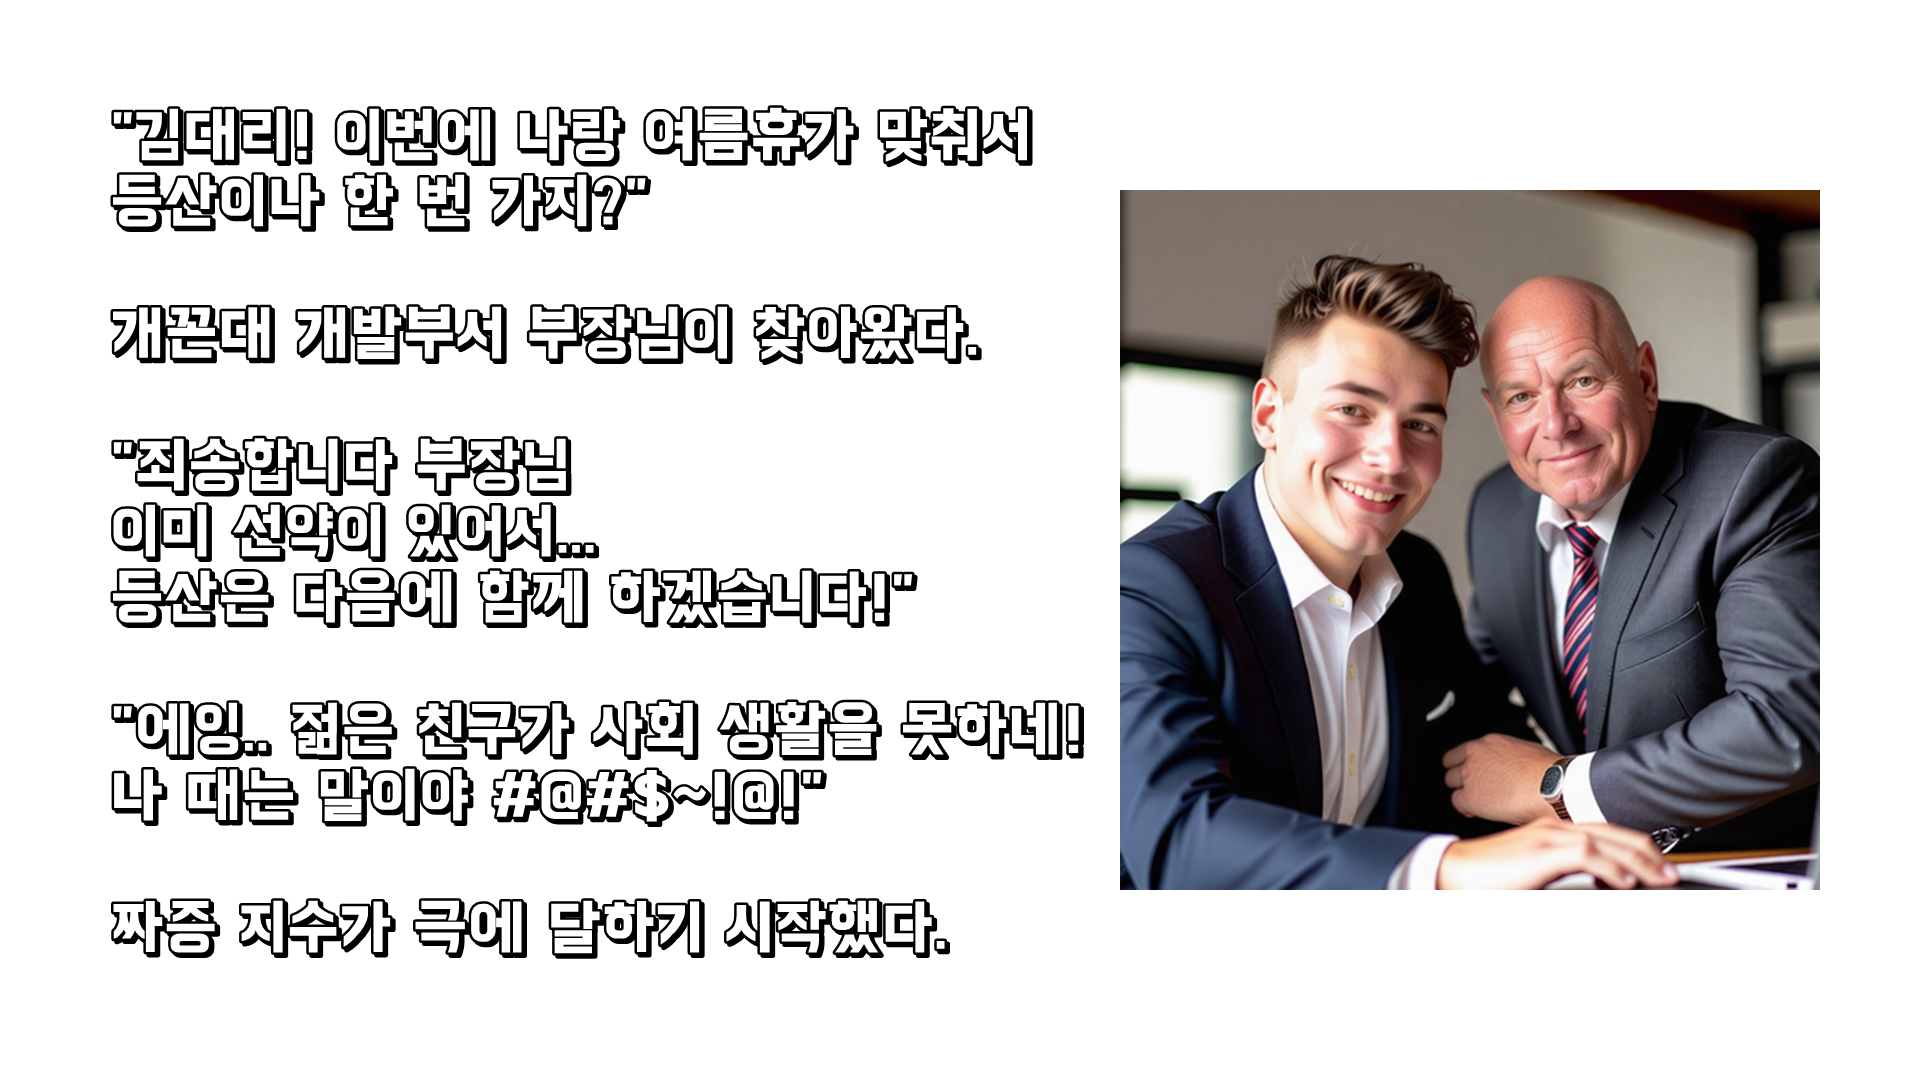 "김대리! 이번에 나랑 여름휴가 맞춰서
등산이나 한 번 가지?"
개꼰대 개발부서 부장님이 찾아왔다.
"죄송합니다 부장님
이미 선약이 있어서...
등산은 다음에 함께 하겠습니다!"
"에잉.. 젊은 친구가 사회 생활을 못하네!
나 때는 말이야 #@#$~!@!"
짜증 지수가 극에 달하기 시작했다.